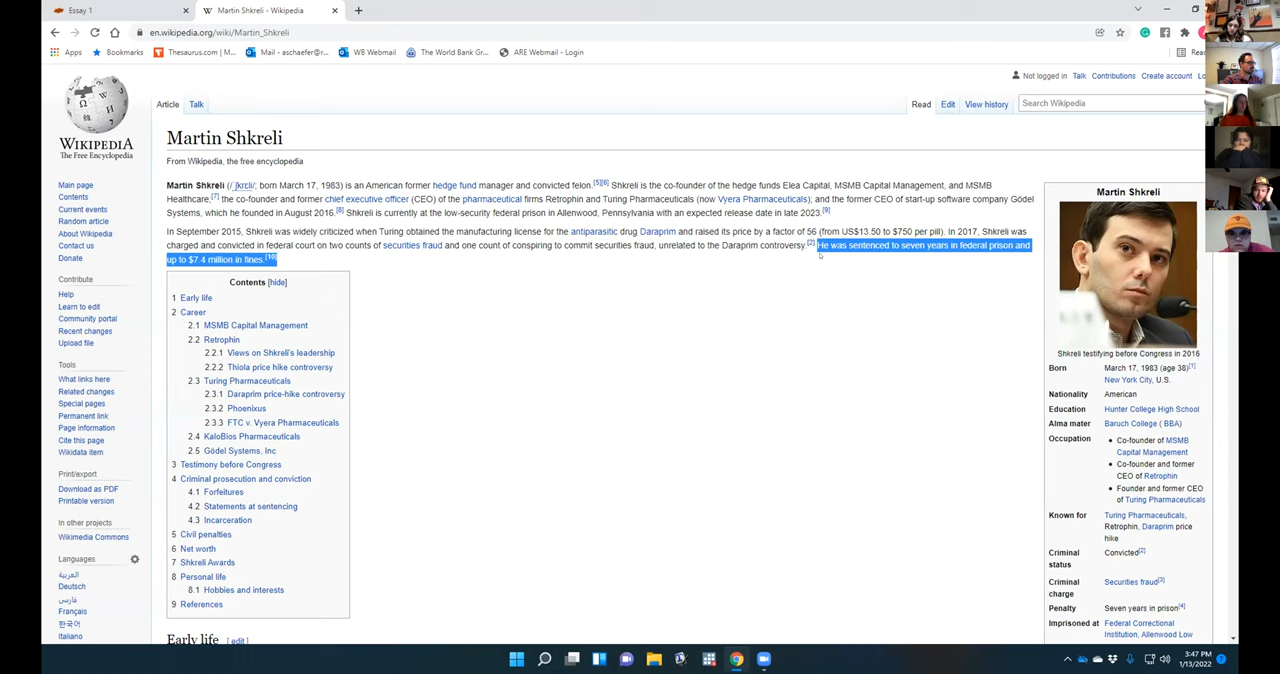 Essay 1
Martin Shkreli - Wikipedia
en.wikipedia.org/wiki/Martin_Shkreli
Apps Bookmarks Thesaurus.com | M... Mail - aschaefer@r... WB Webmail The World Bank Gr... ARE Webmail - Login
Not logged in Talk Contributions Create account
Article Talk Read Edit View history Search Wikipedia
WIKIPEDIA
The Free Encyclopedia
Main page
Contents
Current events
Random article
About Wikipedia
Contact us
Donate
Contribute
Help
Learn to edit
Community portal
Recent changes
Upload file
Tools
What links here
Related changes
Special pages
Permanent link
Page information
Cite this page
Wikidata item
Print/export
Download as PDF
Printable version
In other projects
Wikimedia Commons
Languages
العربية
Deutsch
فارسی
Français
한국어
Italiano
Martin Shkreli
From Wikipedia, the free encyclopedia
Martin Shkreli (/ˈʃkrɛli/; born March 17, 1983) is an American former hedge fund manager and convicted felon.[5][6] Shkreli is the co-founder of the hedge funds Elea Capital, MSMB Capital Management, and MSMB
Healthcare,[7] the co-founder and former chief executive officer (CEO) of the pharmaceutical firms Retrophin and Turing Pharmaceuticals (now Vyera Pharmaceuticals); and the former CEO of start-up software company Gödel
Systems, which he founded in August 2016.[8] Shkreli is currently at the low-security federal prison in Allenwood, Pennsylvania with an expected release date in late 2023.[9]
In September 2015, Shkreli was widely criticized when Turing obtained the manufacturing license for the antiparasitic drug Daraprim and raised its price by a factor of 56 (from US$13.50 to $750 per pill). In 2017, Shkreli was
charged and convicted in federal court on two counts of securities fraud and one count of conspiring to commit securities fraud, unrelated to the Daraprim controversy.[2] He was sentenced to seven years in federal prison and
up to $7.4 million in fines.[10]
Contents [hide]
1 Early life
2 Career
2.1 MSMB Capital Management
2.2 Retrophin
2.2.1 Views on Shkreli's leadership
2.2.2 Thiola price hike controversy
2.3 Turing Pharmaceuticals
2.3.1 Daraprim price-hike controversy
2.3.2 Phoenixus
2.3.3 FTC v. Vyera Pharmaceuticals
2.4 KaloBios Pharmaceuticals
2.5 Gödel Systems, Inc
3 Testimony before Congress
4 Criminal prosecution and conviction
4.1 Forfeitures
4.2 Statements at sentencing
4.3 Incarceration
5 Civil penalties
6 Net worth
7 Shkreli Awards
8 Personal life
8.1 Hobbies and interests
9 References
Early life [ edit ]
Martin Shkreli
Shkreli testifying before Congress in 2016
Born March 17, 1983 (age 38)[1]
New York City, U.S.
Nationality American
Education Hunter College High School
Alma mater Baruch College ( BBA)
Occupation • Co-founder of MSMB
Capital Management
• Co-founder and former
CEO of Retrophin
• Founder and former CEO
of Turing Pharmaceuticals
Known for Turing Pharmaceuticals,
Retrophin, Daraprim price
hike
Criminal Convicted[2]
status
Criminal Securities fraud[3]
charge
Penalty Seven years in prison[4]
Imprisoned at Federal Correctional
Institution, Allenwood Low
3:47 PM
1/13/2022